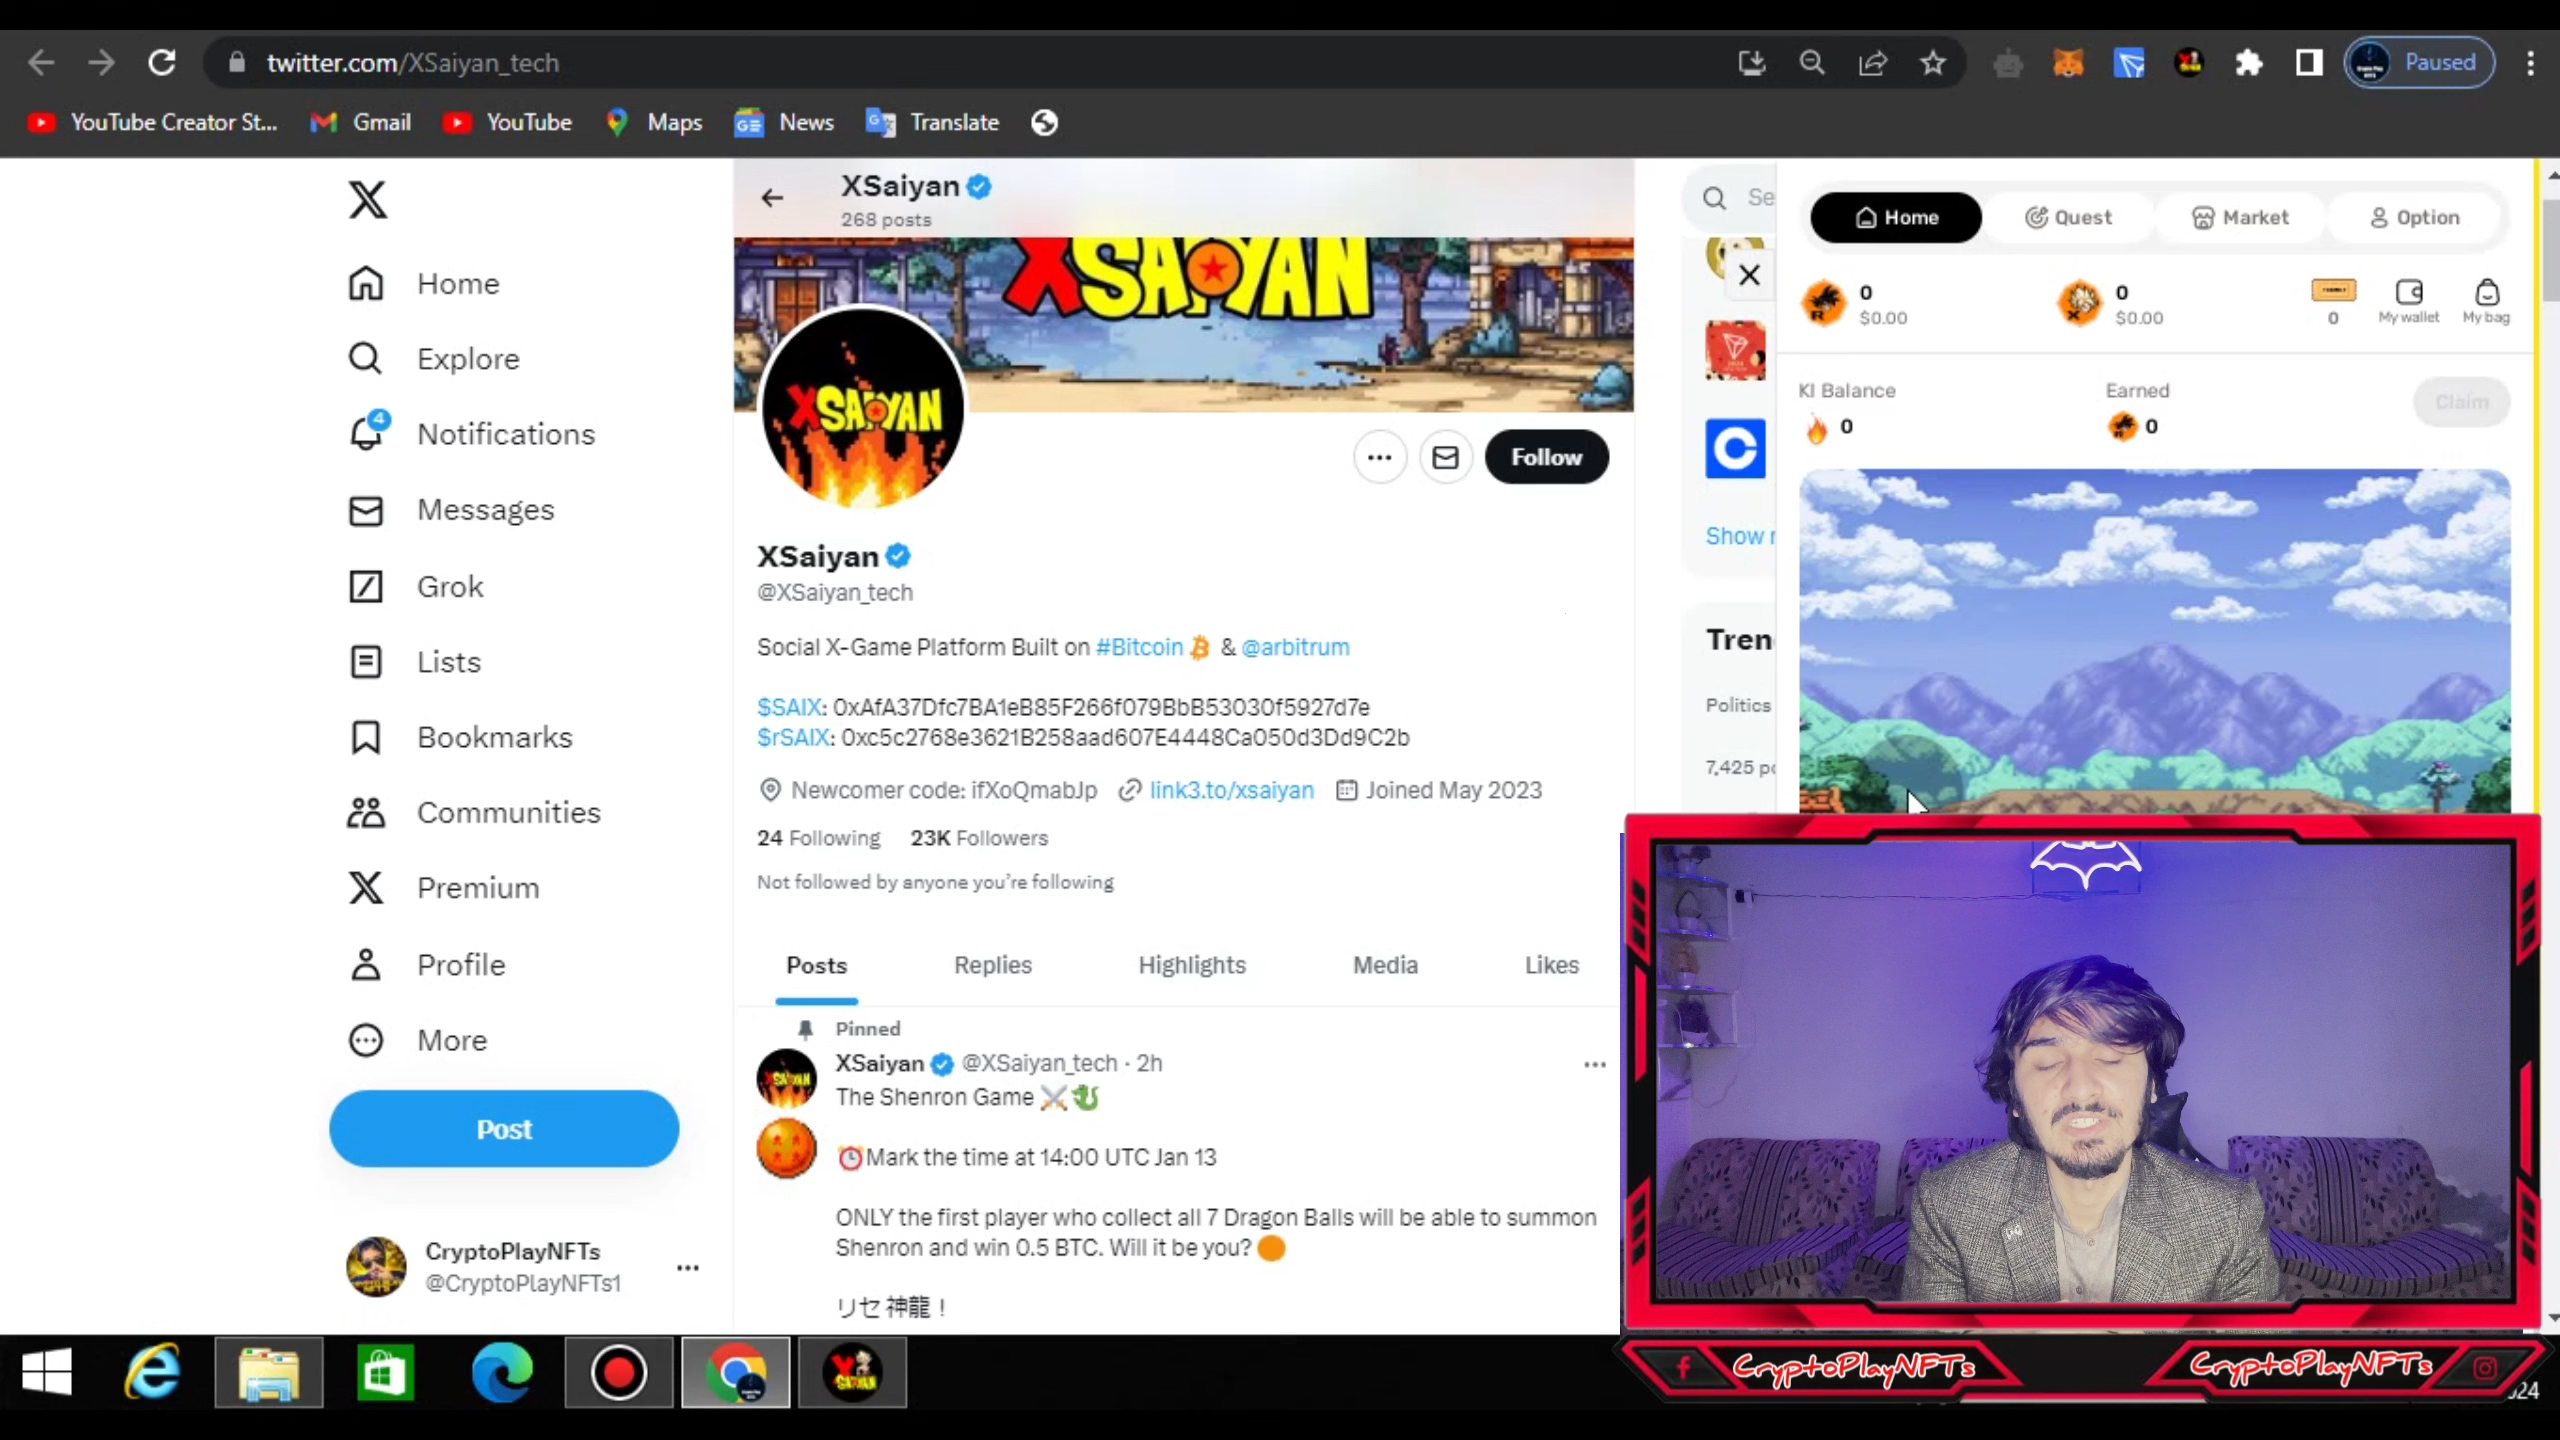 twitter.com/XSaiyan_tech
Paused
YouTube Creator St...
Gmail
YouTube
Maps
News
Translate
Home
Explore
4
Notifications
Messages
Grok
Lists
Bookmarks
Communities
Premium
Profile
More
Post
CryptoPlayNFTs
@CryptoPlayNFTs1
XSaiyan
268 posts
XSAIYAN
XSAIYAN
Follow
XSaiyan
@XSaiyan_tech
Social X-Game Platform Built on #Bitcoin & @arbitrum
$SAIX: 0xAfA37Dfc7BA1eB85F266f079BbB53030f5927d7e
$rSAIX: 0xc5c2768e3621B258aad607E4448Ca050d3Dd9C2b
Newcomer code: ifXoQmabJp link3.to/xsaiyan Joined May 2023
24 Following 23K Followers
Not followed by anyone you're following
Posts Replies Highlights Media Likes
Pinned
XSaiyan @XSaiyan_tech · 2h
The Shenron Game
Mark the time at 14:00 UTC Jan 13
ONLY the first player who collect all 7 Dragon Balls will be able to summon
Shenron and win 0.5 BTC. Will it be you?
リセ 神龍！
Se
Show
Tren
Politics
7,425
Home Quest Market Option
0
$0.00
0
$0.00
0
My wallet
My bag
KI Balance
0
Earned
0
Claim
CryptoPlayNFTs
CryptoPlayNFTs